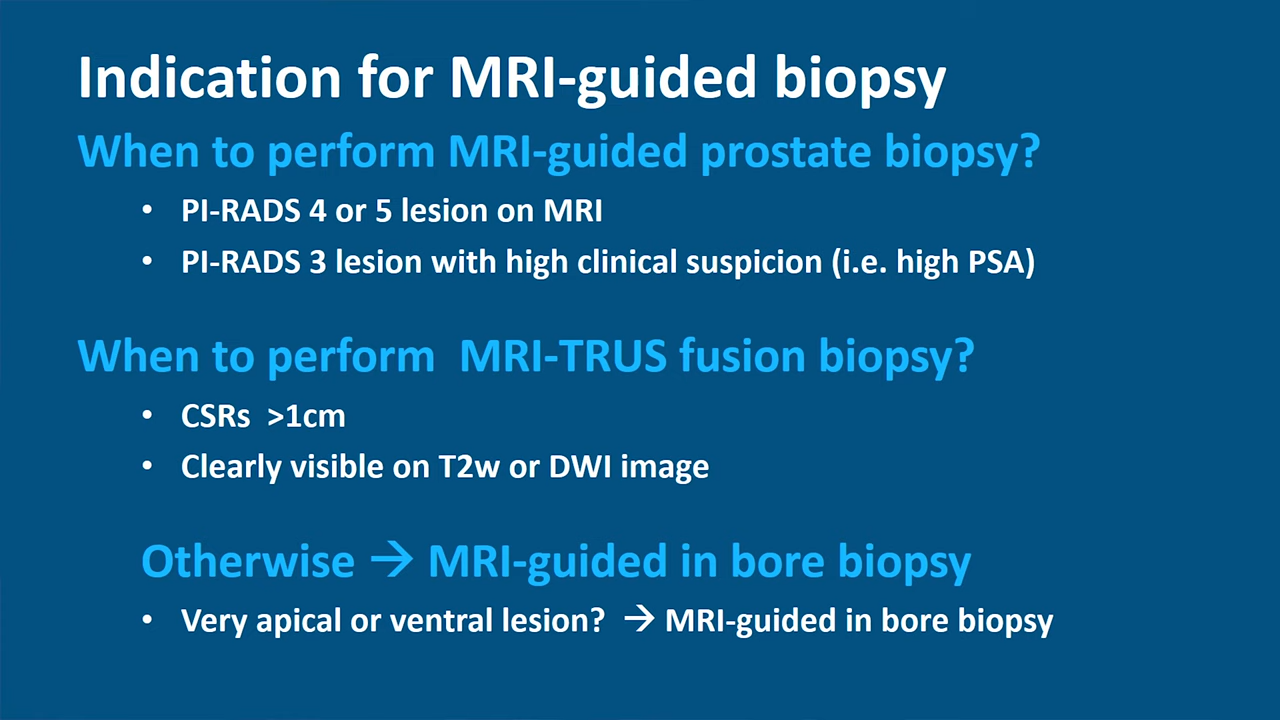 Indication for MRI-guided biopsy
When to perform MRI-guided prostate biopsy?
• PI-RADS 4 or 5 lesion on MRI
• PI-RADS 3 lesion with high clinical suspicion (i.e. high PSA)
When to perform  MRI-TRUS fusion biopsy?
• CSRs  >1cm
• Clearly visible on T2w or DWI image
Otherwise → MRI-guided in bore biopsy
• Very apical or ventral lesion?  → MRI-guided in bore biopsy